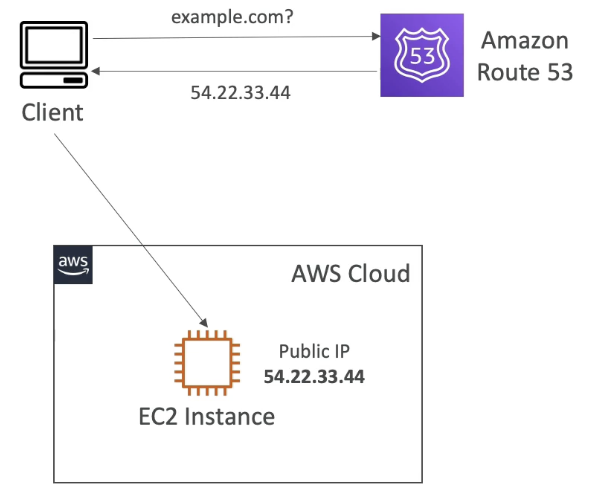 example.com?
53
Amazon
Route 53
54.22.33.44
Client
aws
AWS Cloud
Public IP
54.22.33.44
EC2 Instance